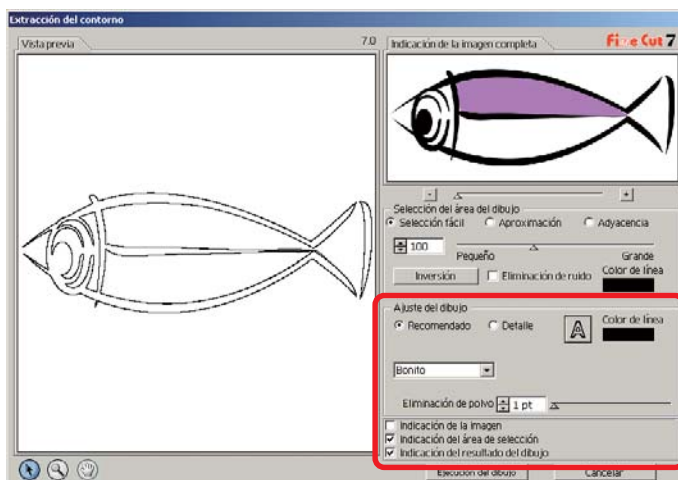 Extracción del contorno
Vista previa
7.0
Indicación de la imagen completa
Fine Cut 7
-
+
Selección del área del dibujo
Selección fácil
Aproximación
Adyacencia
100
Pequeño
Grande
Inversión
Eliminación de ruido
Color de línea
Ajuste del dibujo
Recomendado
Detalle
A
Color de línea
Bonito
Eliminación de polvo
1 pt
Indicación de la imagen
Indicación del área de selección
Indicación del resultado del dibujo
Ejecución del dibujo
Cancelar